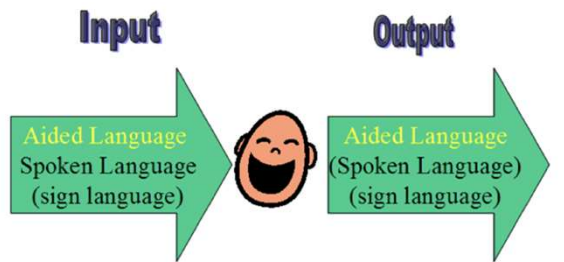 Input
Output
Aided Language
Spoken Language
(sign language)
Aided Language
(Spoken Language)
(sign language)